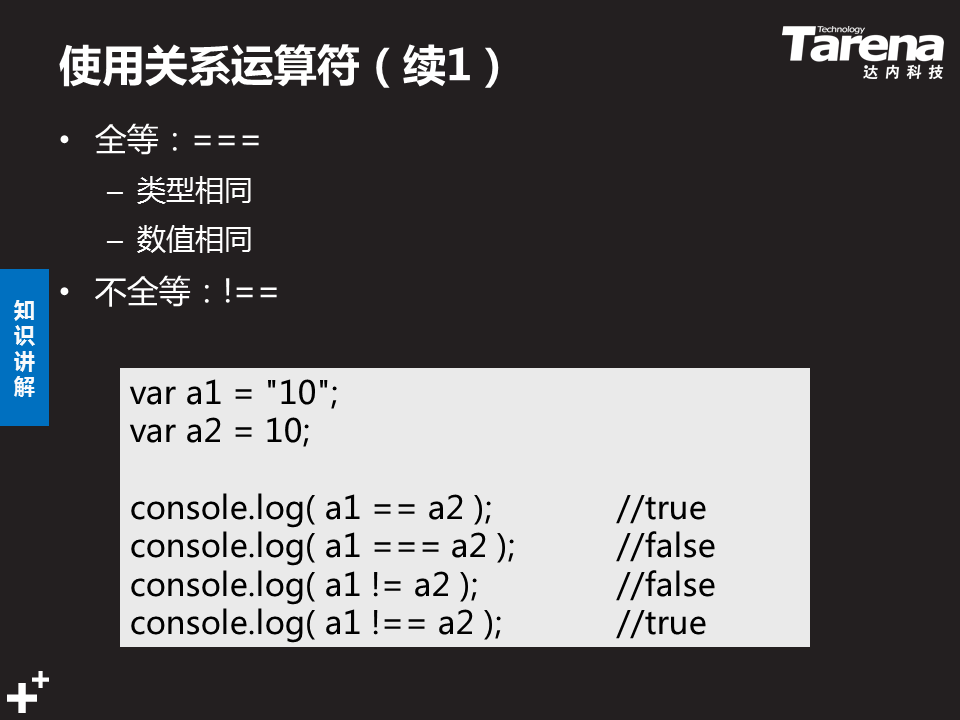 使用关系运算符（续1）
Technology
Tarena
达内科技
• 全等：===
– 类型相同
– 数值相同
• 不全等：!==
知识讲解
var a1 = "10";
var a2 = 10;
console.log( a1 == a2 ); //true
console.log( a1 === a2 ); //false
console.log( a1 != a2 ); //false
console.log( a1 !== a2 ); //true